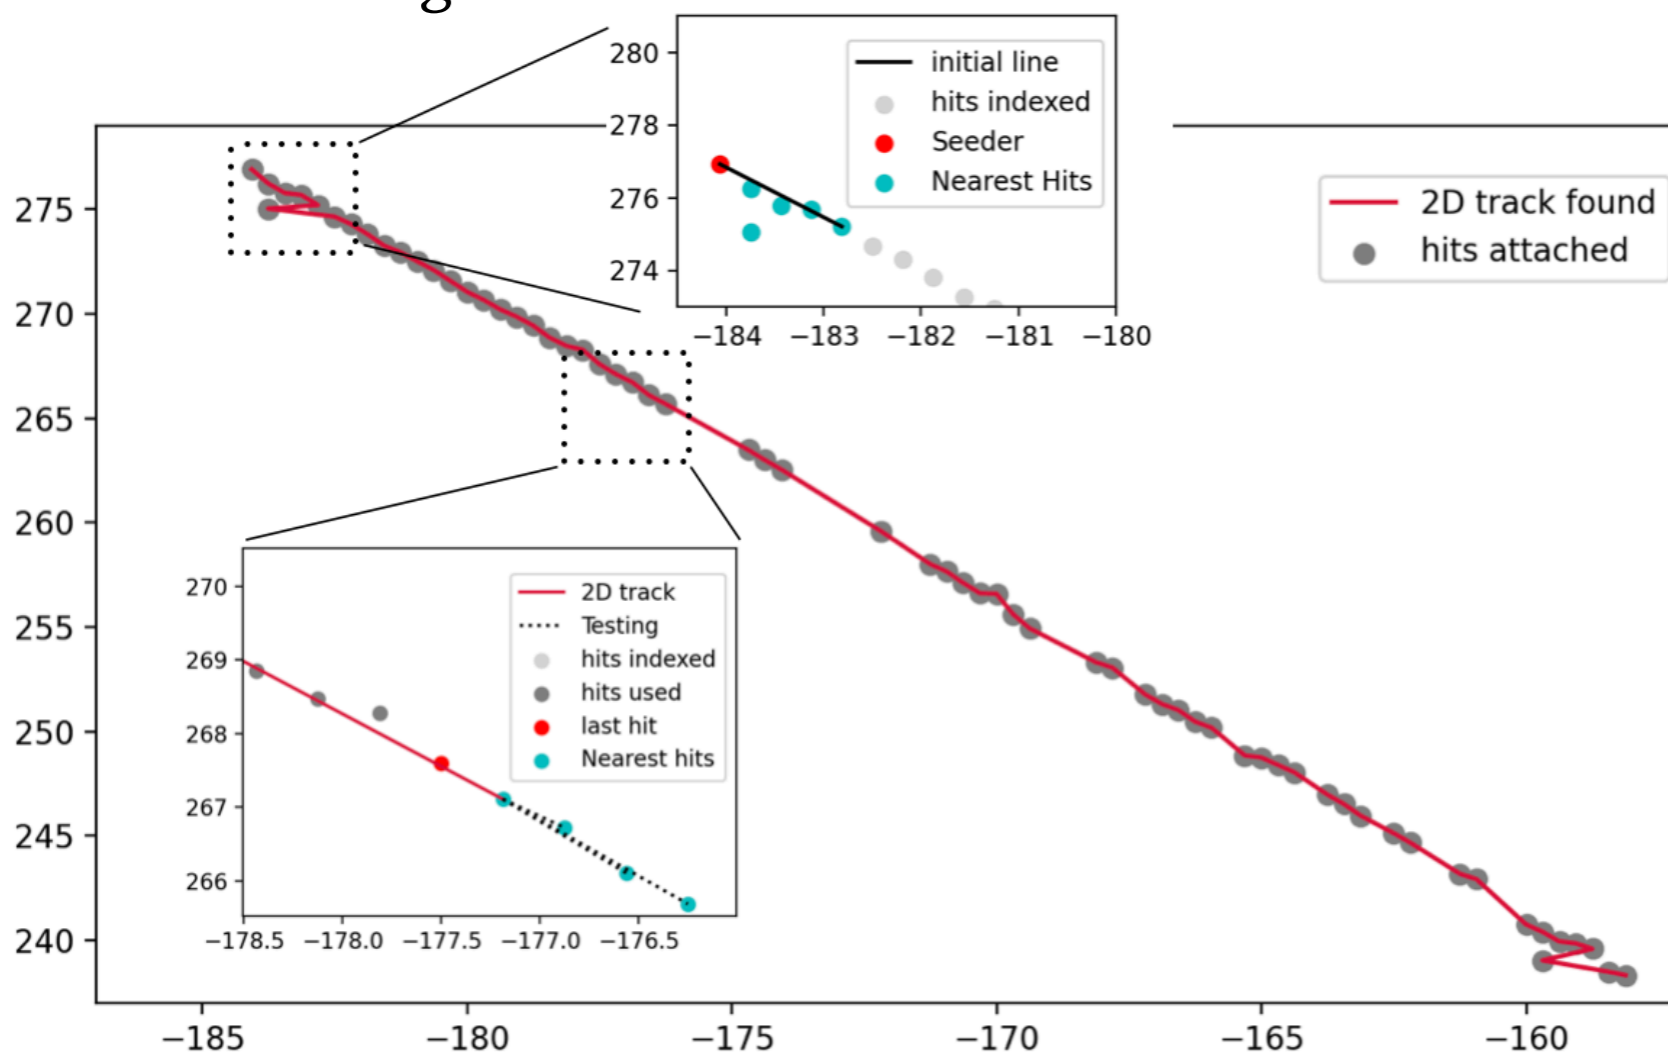 g
280
278
276
274
initial line
hits indexed
Seeder
Nearest Hits
−184 −183 −182 −181 −180
2D track found
hits attached
275
270
265
260
255
250
245
240
270
269
268
267
266
2D track
Testing
hits indexed
hits used
last hit
Nearest hits
−178.5 −178.0 −177.5 −177.0 −176.5
−185 −180 −175 −170 −165 −160